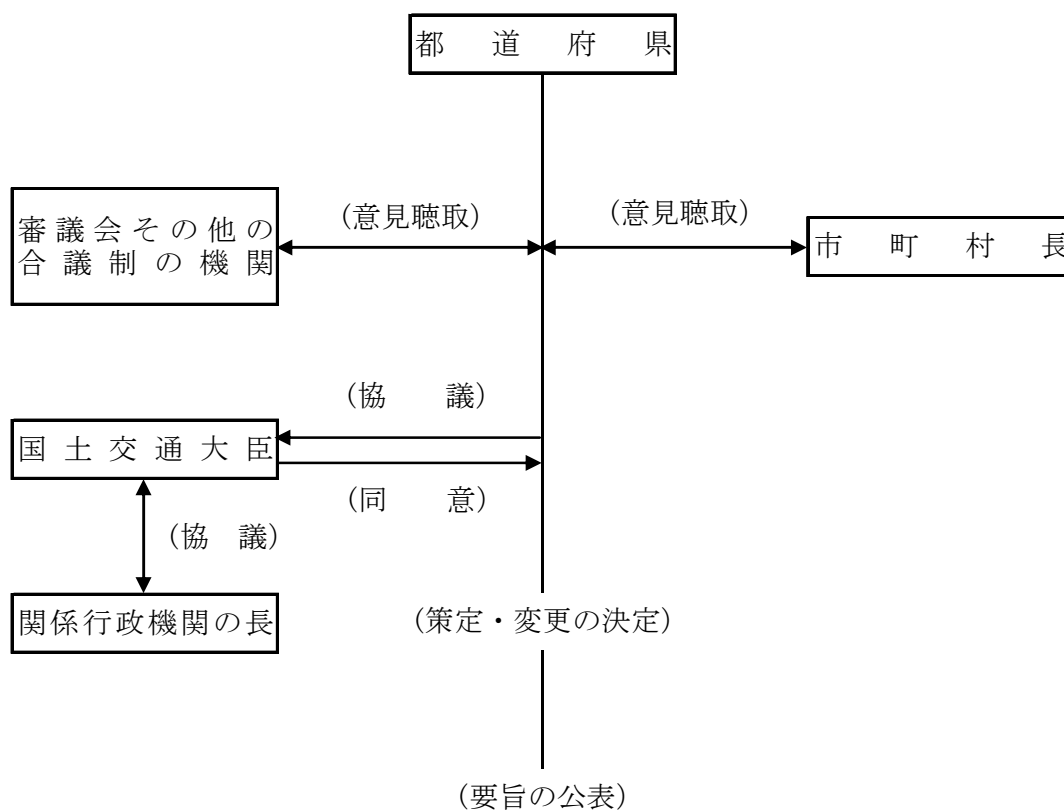 都道府県
(意見聴取)
(意見聴取)
審議会その他の
合議制の機関
市町村長
(協議)
国土交通大臣
(同意)
(協議)
関係行政機関の長
(策定・変更の決定)
(要旨の公表)